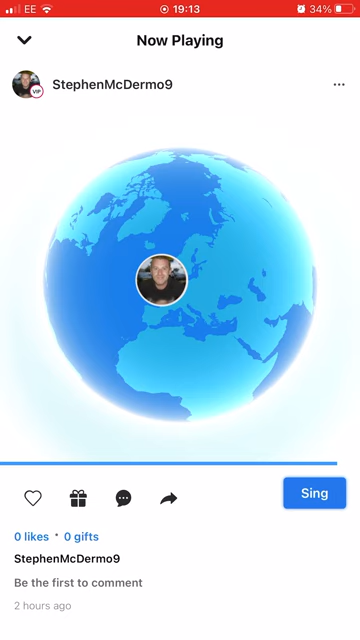 EE 19:13 34%
Now Playing
StephenMcDermo9
VIP
Sing
0 likes • 0 gifts
StephenMcDermo9
Be the first to comment
2 hours ago